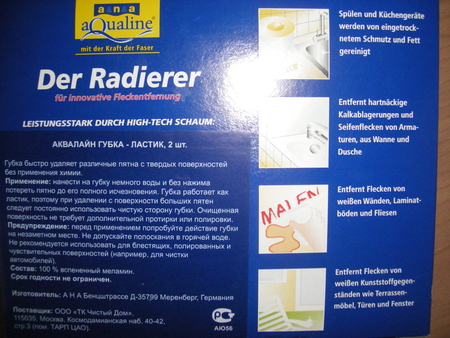 a n a
aQualine®
mit der Kraft der Faser
Der Radierer
für innovative Fleckentfernung
LEISTUNGSSTARK DURCH HIGH-TECH SCHAUM:
АКВАЛАЙН ГУБКА - ЛАСТИК, 2 шт.
Губка быстро удаляет различные пятна с твердых поверхностей
без применения химии.
Применение: нанести на губку немного воды и без нажима
потереть пятно до его полного исчезновения. Губка работает как
ластик, поэтому при удалении с поверхности больших пятен
следует постоянно использовать чистую сторону губки. Очищенная
поверхность не требует дополнительной протирки или полировки.
Предупреждение: перед применением попробуйте действие губки
на незаметном месте. Не допускайте полоскания в горячей воде.
Не рекомендуется использовать для блестящих, полированных и
чувствительных поверхностей (например, для чистки
автомобилей).
Состав: 100 % вспененный меламин.
Изготовитель: А Н А Бенцштрассе Д-35799 Меренберг, Германия
Поставщик: ООО «ТК Чистый Дом»,
115035, Москва, Космодамианская наб, 40-42,
стр.3 (пом. ТАРП ЦАО).
АЮ56
Spülen und Küchengeräte
werden von eingetrock-
netem Schmutz und Fett
gereinigt
Entfernt hartnäckige
Kalkablagerungen und
Seifenflecken von Arma-
turen, aus Wanne und
Dusche
MALEN
Entfernt Flecken von
weißen Wänden, Laminat-
böden und Fliesen
Entfernt Flecken von
weißen Kunststoffgegen-
ständen wie Terrassen-
möbel, Türen und Fenster